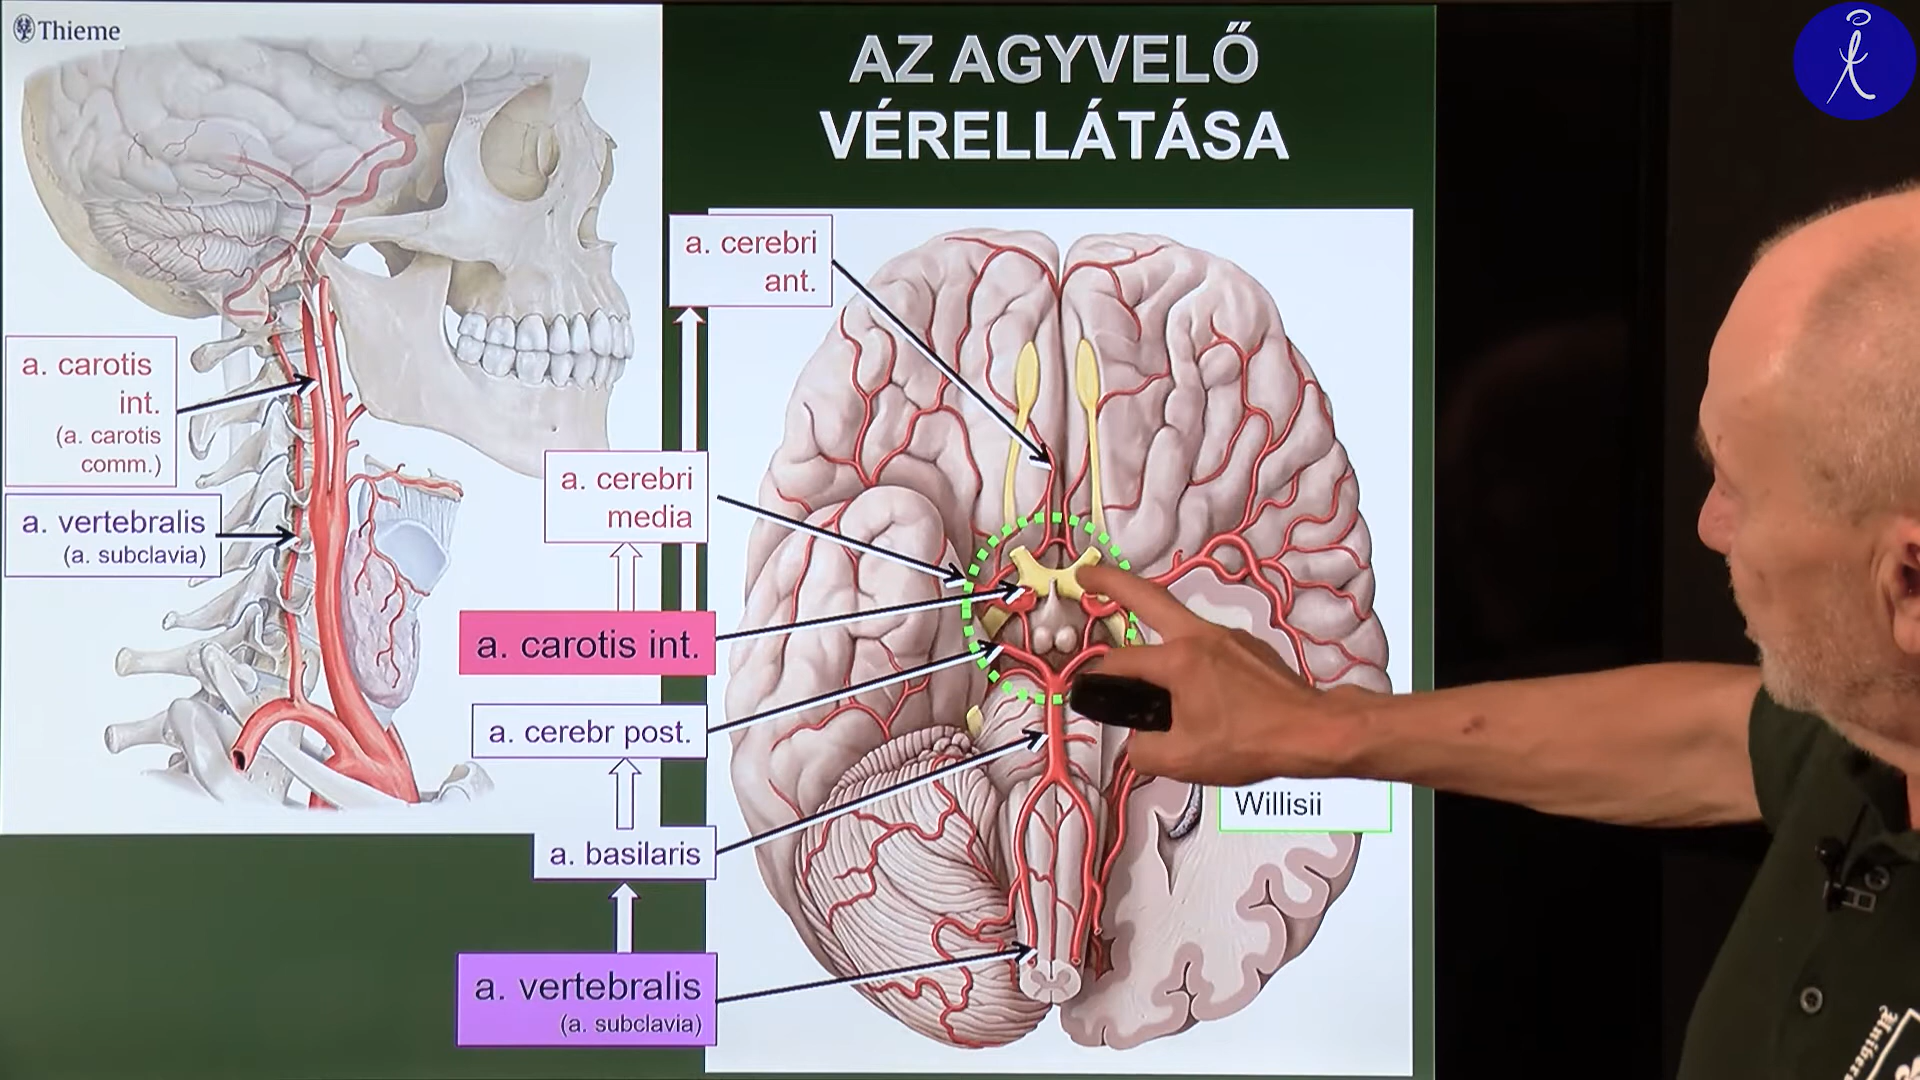 Thieme
AZ AGYVELŐ
VÉRELLÁTÁSA
a. cerebri
ant.
a. carotis
int.
(a. carotis
comm.)
a. cerebri
media
a. vertebralis
(a. subclavia)
a. carotis int.
a. cerebr post.
Willisii
a. basilaris
a. vertebralis
(a. subclavia)